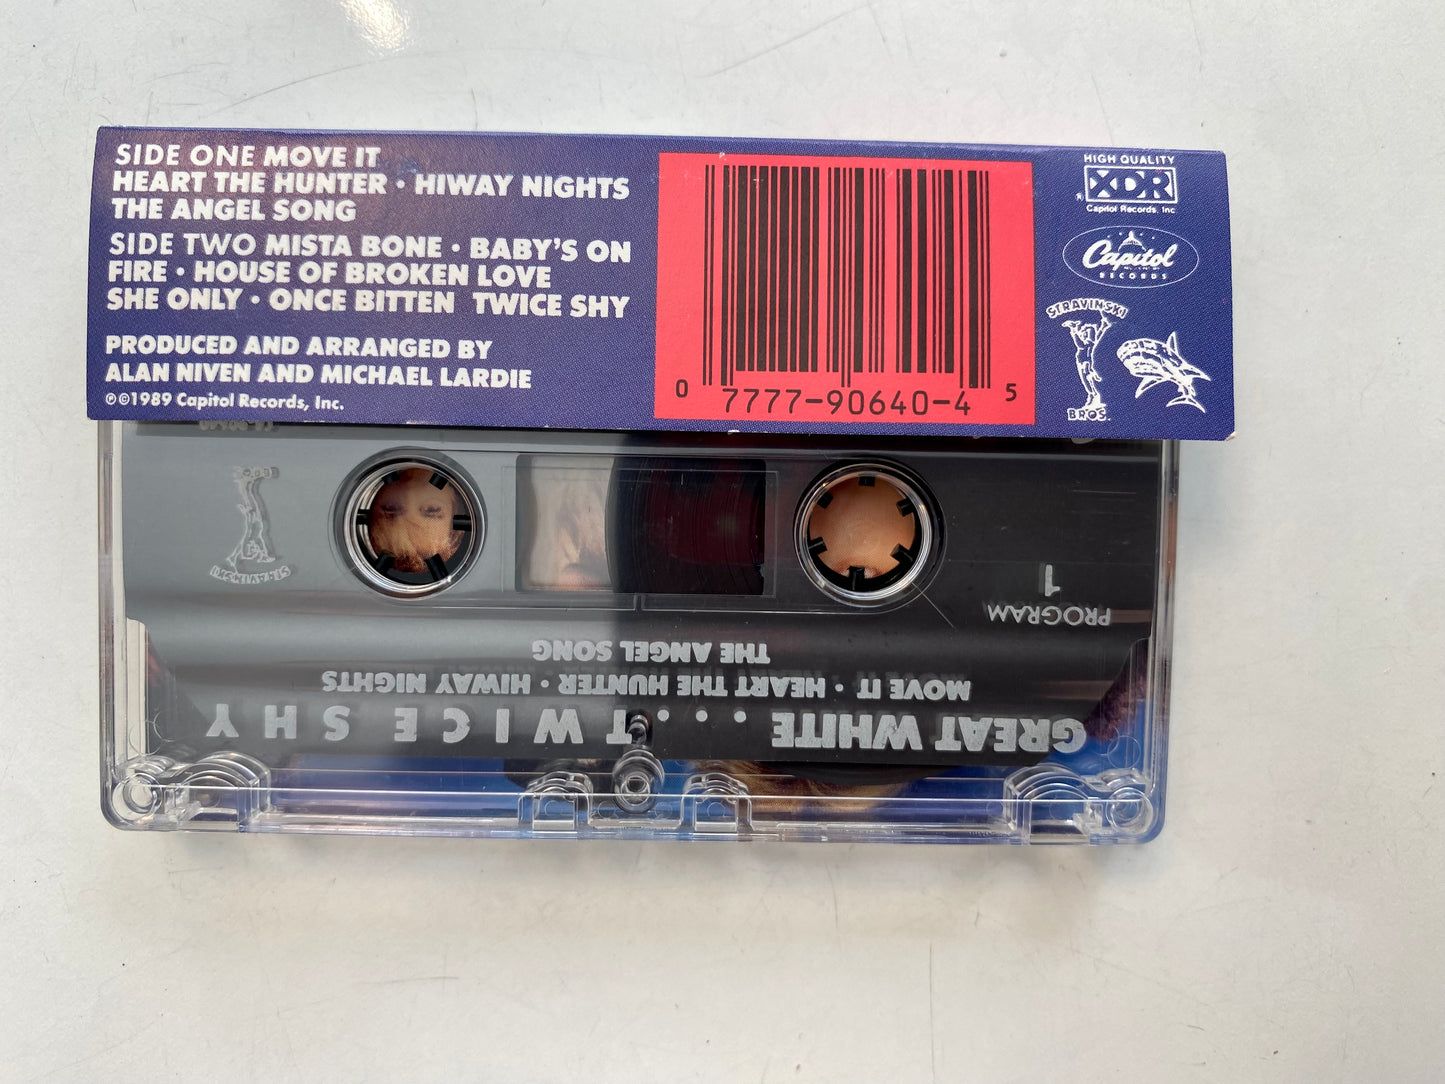 SIDE ONE MOVE IT
HEART THE HUNTER · HIWAY NIGHTS
THE ANGEL SONG
SIDE TWO MISTA BONE · BABY'S ON
FIRE · HOUSE OF BROKEN LOVE
SHE ONLY · ONCE BITTEN TWICE SHY
PRODUCED AND ARRANGED BY
ALAN NIVEN AND MICHAEL LARDIE
℗©1989 Capitol Records, Inc.
0 7777-90640-4 5
HIGH QUALITY
XDR
®
Capitol Records, Inc
Capitol
RECORDS
STRAVINSKI
BROS.
GREAT WHITE ...TWICE SHY
MOVE IT · HEART THE HUNTER · HIWAY NIGHTS
THE ANGEL SONG
PROGRAM
1
STRAVINSKI
BROS.